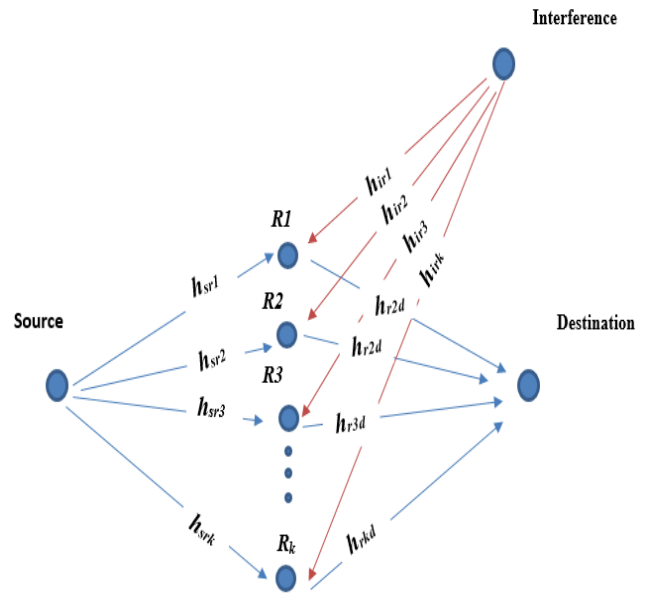 Interference
hir1
hir2
hir3
hirk
R1
hsr1
R2
hr2d
Source
Destination
hsr2
hr2d
R3
hsr3
hr3d
hsrk
Rk
hrkd